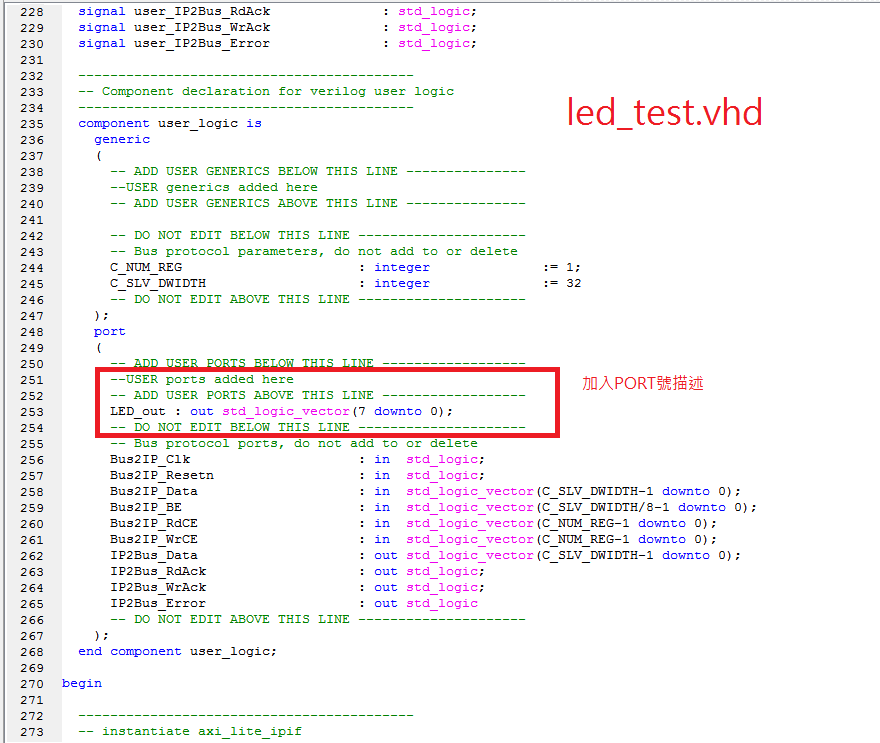 228 signal user_IP2Bus_RdAck : std_logic;
229 signal user_IP2Bus_WrAck : std_logic;
230 signal user_IP2Bus_Error : std_logic;
231
232 ------------------------------------------
233 -- Component declaration for verilog user logic
234 ------------------------------------------
led_test.vhd
235 component user_logic is
236 generic
237 (
238 -- ADD USER GENERICS BELOW THIS LINE ---------------
239 --USER generics added here
240 -- ADD USER GENERICS ABOVE THIS LINE ---------------
241
242 -- DO NOT EDIT BELOW THIS LINE ---------------------
243 -- Bus protocol parameters, do not add to or delete
244 C_NUM_REG : integer := 1;
245 C_SLV_DWIDTH : integer := 32
246 -- DO NOT EDIT ABOVE THIS LINE ---------------------
247 );
248 port
249 (
250 -- ADD USER PORTS BELOW THIS LINE ------------------
251 --USER ports added here
加入PORT號描述
252 -- ADD USER PORTS ABOVE THIS LINE ------------------
253 LED_out : out std_logic_vector(7 downto 0);
254 -- DO NOT EDIT BELOW THIS LINE ---------------------
255 -- Bus protocol ports, do not add to or delete
256 Bus2IP_Clk : in std_logic;
257 Bus2IP_Resetn : in std_logic;
258 Bus2IP_Data : in std_logic_vector(C_SLV_DWIDTH-1 downto 0);
259 Bus2IP_BE : in std_logic_vector(C_SLV_DWIDTH/8-1 downto 0);
260 Bus2IP_RdCE : in std_logic_vector(C_NUM_REG-1 downto 0);
261 Bus2IP_WrCE : in std_logic_vector(C_NUM_REG-1 downto 0);
262 IP2Bus_Data : out std_logic_vector(C_SLV_DWIDTH-1 downto 0);
263 IP2Bus_RdAck : out std_logic;
264 IP2Bus_WrAck : out std_logic;
265 IP2Bus_Error : out std_logic
266 -- DO NOT EDIT ABOVE THIS LINE ---------------------
267 );
268 end component user_logic;
269
270 begin
271
272 ------------------------------------------
273 -- instantiate axi_lite_ipif